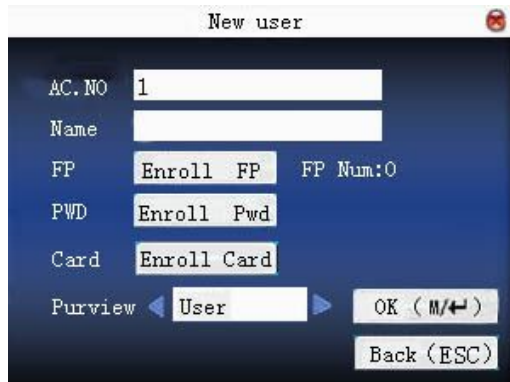 New user
AC.NO 1
Name
FP Enroll FP FP Num:0
PWD Enroll Pwd
Card Enroll Card
Purview User OK (M/↵)
Back (ESC)